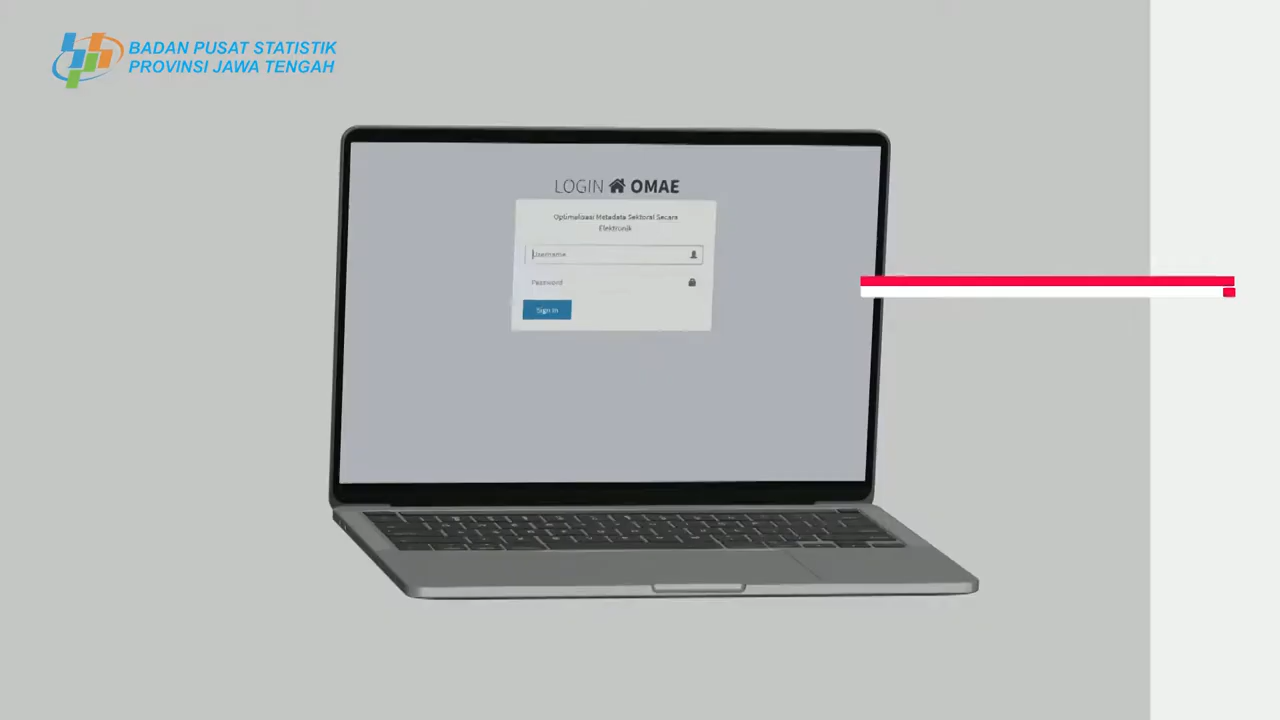 BADAN PUSAT STATISTIK
PROVINSI JAWA TENGAH
LOGIN OMAE
Optimalisasi Metadata Sektoral Secara
Elektronik
Username
Password
Sign In